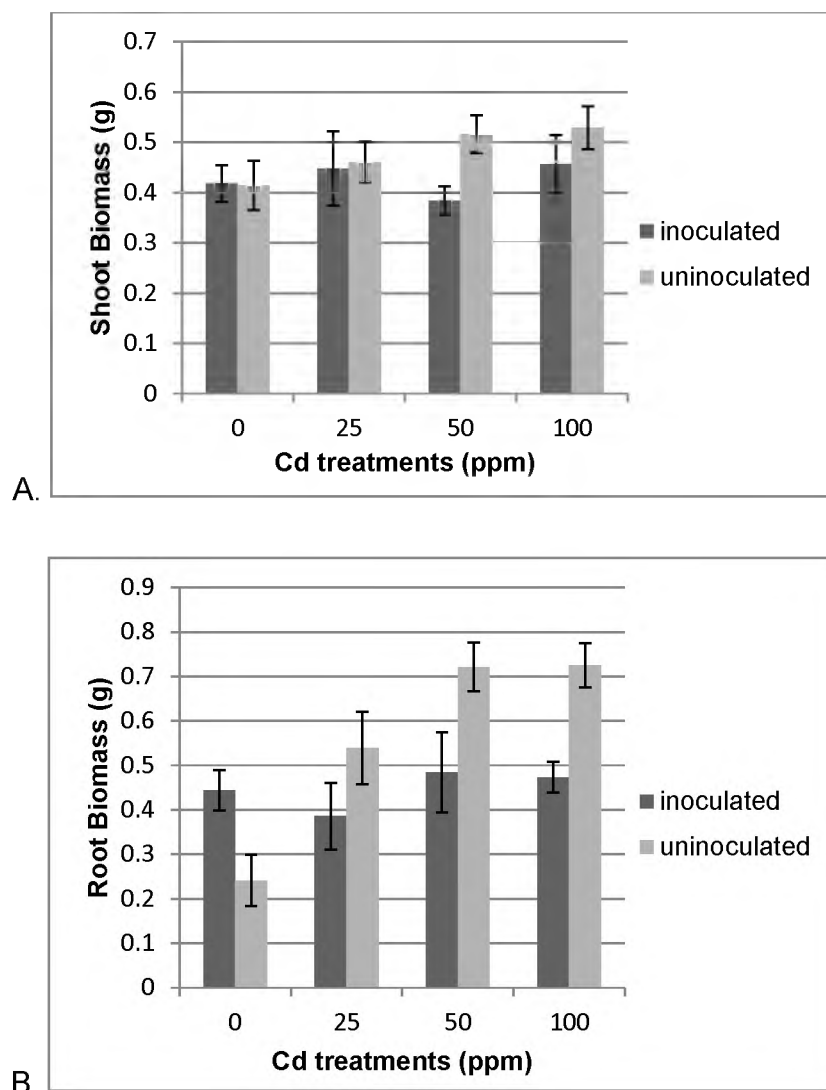 0.7
0.6
0.5
0.4
0.3
0.2
0.1
0
Shoot Biomass (g)
0 25 50 100
Cd treatments (ppm)
inoculated
uninoculated
A.
0.9
0.8
0.7
0.6
0.5
0.4
0.3
0.2
0.1
0
Root Biomass (g)
0 25 50 100
Cd treatments (ppm)
inoculated
uninoculated
B